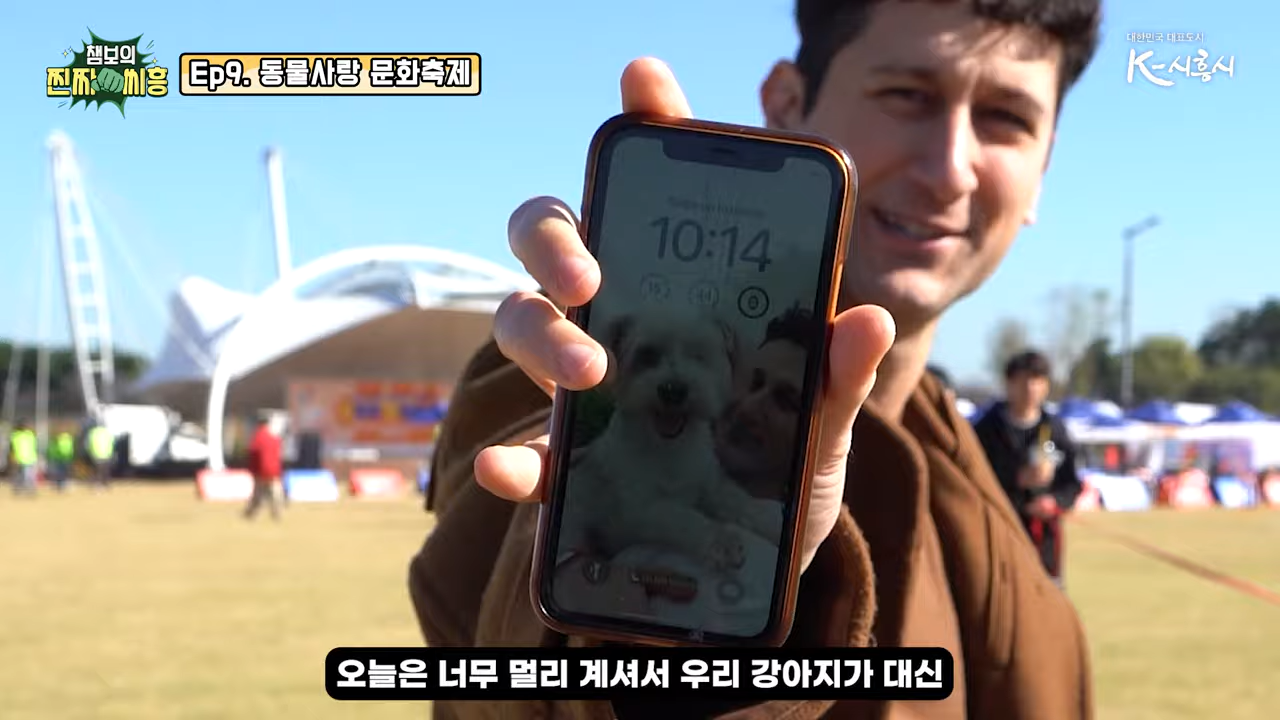 챔보의
찐짜 씨흥
Ep9. 동물사랑 문화축제
대한민국 대표도시
K-시흥시
10:14
오늘은 너무 멀리 계셔서 우리 강아지가 대신